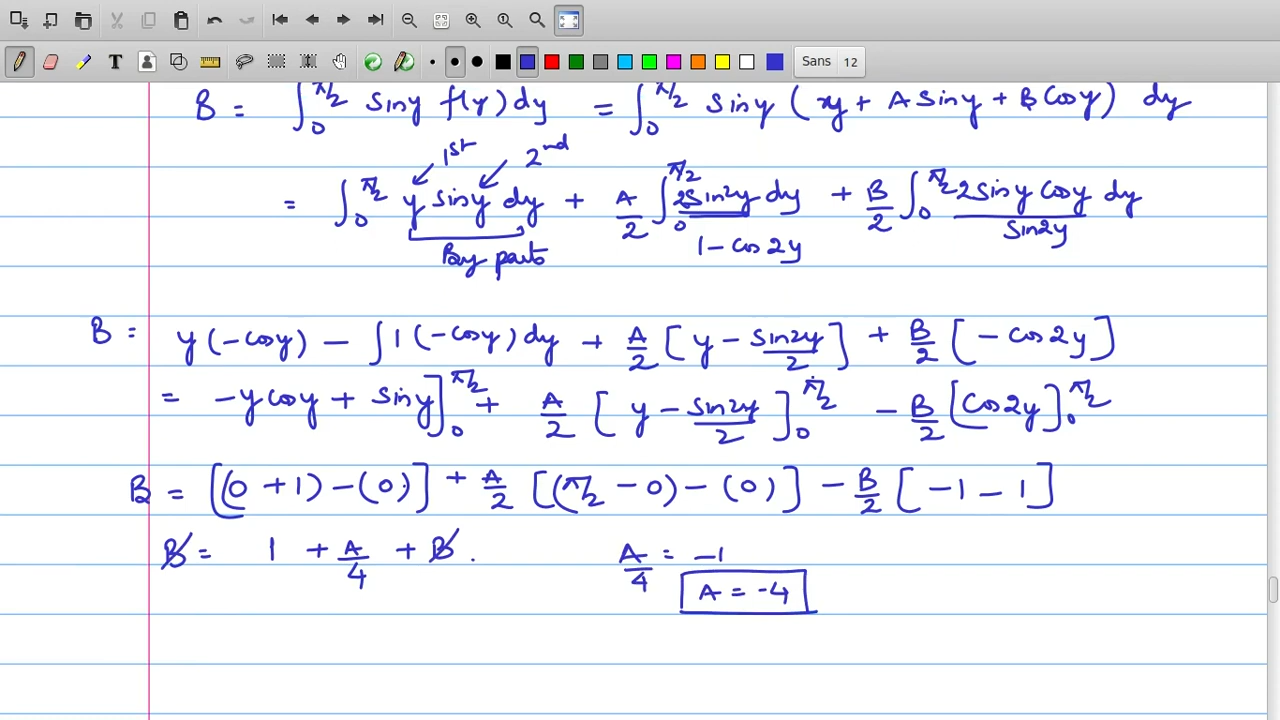 Sans 12
B = ∫₀^π/2 siny f(y) dy = ∫₀^π/2 siny (xy + A siny + B cosy) dy
1st 2nd
= ∫₀^π/2 y siny dy + A/2 ∫₀^π/2 2sin²y dy + B/2 ∫₀^π/2 2siny cosy dy
By parts 1 - cos2y sin2y
B = y(-cosy) - ∫1(-cosy)dy + A/2 [y - sin2y/2] + B/2 [-cos2y]
= -ycosy + siny]₀^π/2 + A/2 [y - sin2y/2]₀^π/2 - B/2 [cos2y]₀^π/2
B = [(0 + 1) - (0)] + A/2 [(π/2 - 0) - (0)] - B/2 [-1 - 1]
B = 1 + A/4 + B. A/4 = -1
A = -4